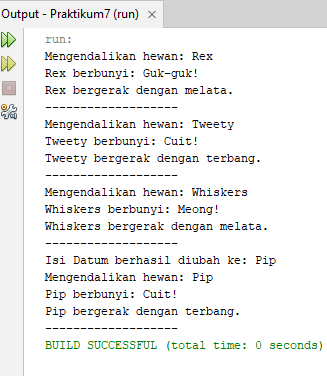 Output - Praktikum7 (run) ×
run:
Mengendalikan hewan: Rex
Rex berbunyi: Guk-guk!
Rex bergerak dengan melata.
-------------------
Mengendalikan hewan: Tweety
Tweety berbunyi: Cuit!
Tweety bergerak dengan terbang.
-------------------
Mengendalikan hewan: Whiskers
Whiskers berbunyi: Meong!
Whiskers bergerak dengan melata.
-------------------
Isi Datum berhasil diubah ke: Pip
Mengendalikan hewan: Pip
Pip berbunyi: Cuit!
Pip bergerak dengan terbang.
-------------------
BUILD SUCCESSFUL (total time: 0 seconds)